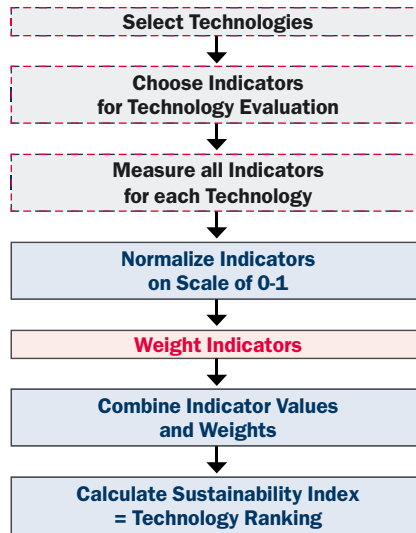 Select Technologies
Choose Indicators
for Technology Evaluation
Measure all Indicators
for each Technology
Normalize Indicators
on Scale of 0-1
Weight Indicators
Combine Indicator Values
and Weights
Calculate Sustainability Index
= Technology Ranking